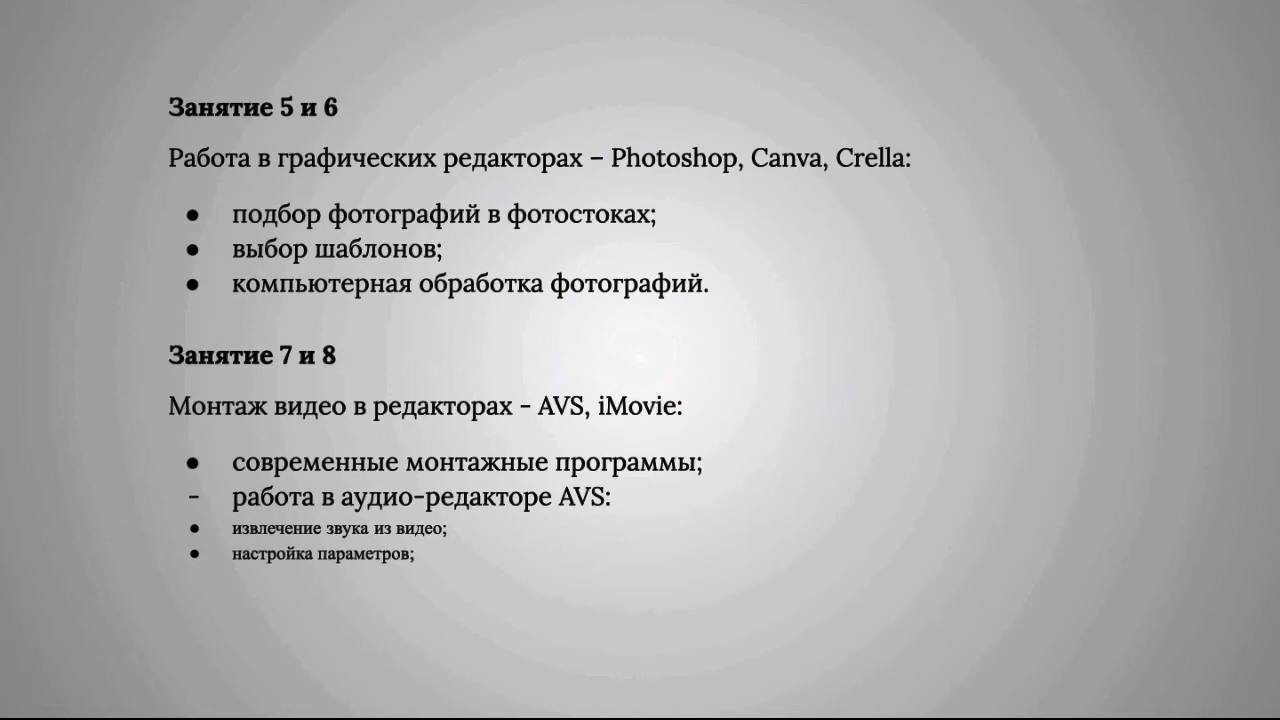 Занятие 5 и 6
Работа в графических редакторах – Photoshop, Canva, Crella:
● подбор фотографий в фотостоках;
● выбор шаблонов;
● компьютерная обработка фотографий.
Занятие 7 и 8
Монтаж видео в редакторах - AVS, iMovie:
● современные монтажные программы;
- работа в аудио-редакторе AVS:
● извлечение звука из видео;
● настройка параметров;